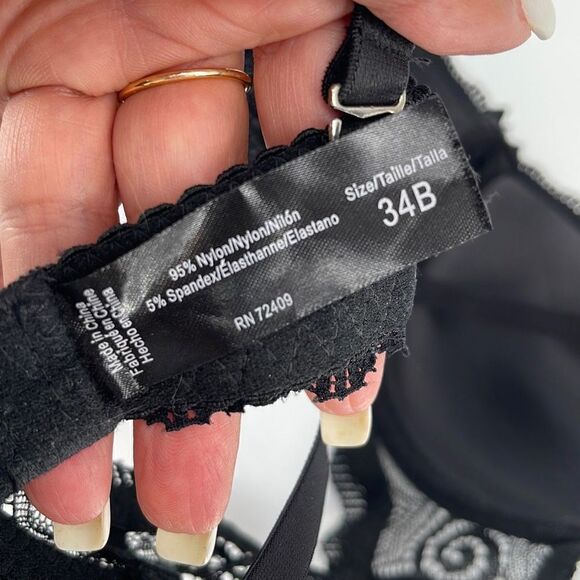 Size/Taille/Talla
34B
95% Nylon/Nylon/Nilón
5% Spandex/Élasthanne/Elastano
RN 72409
Made in China
Fabriqué en Chine
Hecho en China